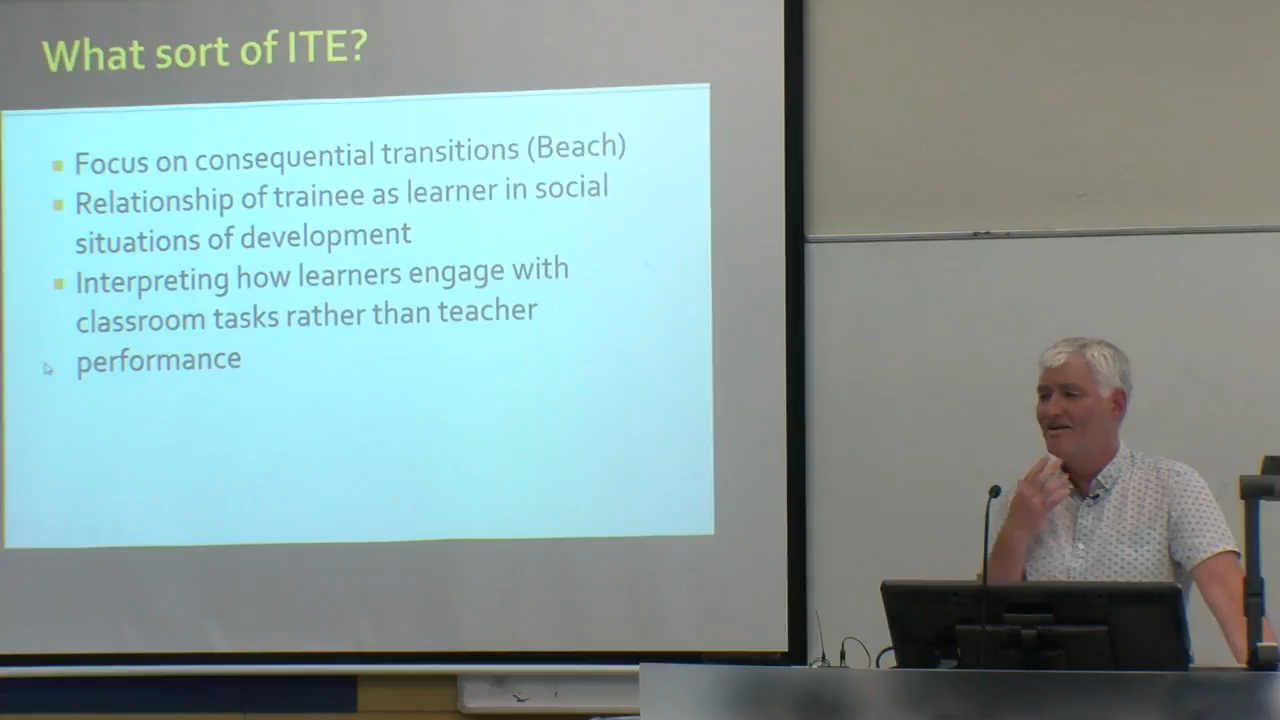 What sort of ITE?
Focus on consequential transitions (Beach)
Relationship of trainee as learner in social
situations of development
Interpreting how learners engage with
classroom tasks rather than teacher
performance